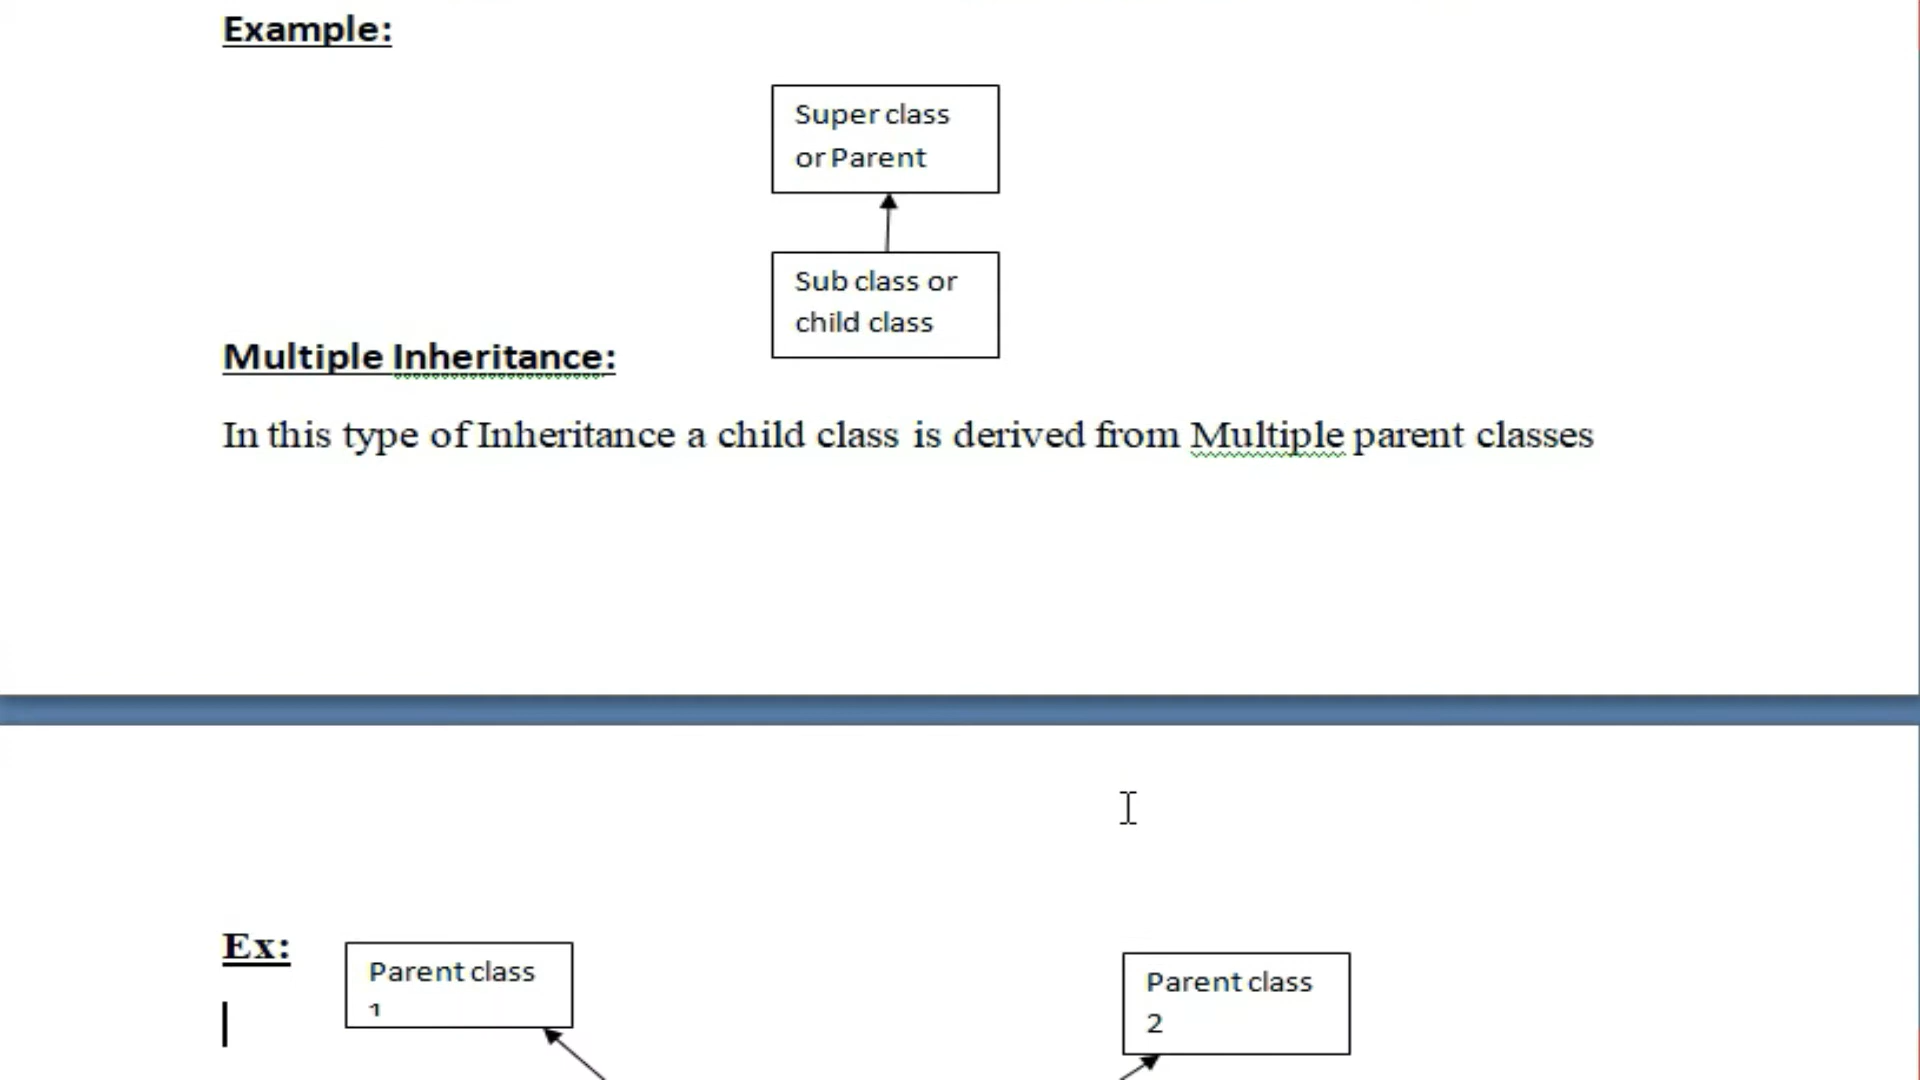 Example:
Super class
or Parent
Sub class or
child class
Multiple Inheritance:
In this type of Inheritance a child class is derived from Multiple parent classes
Ex:
Parent class
1
Parent class
2